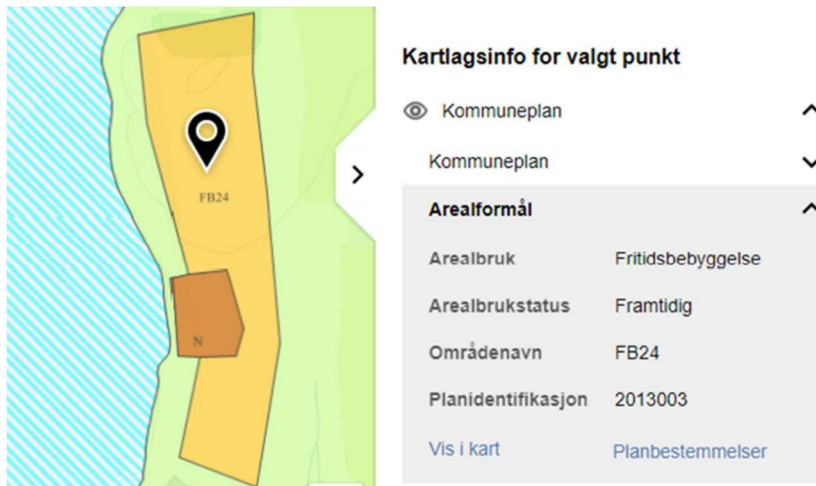 FB24
N
Kartlagsinfo for valgt punkt
Kommuneplan
Kommuneplan
Arealformål
Arealbruk Fritidsbebyggelse
Arealbrukstatus Framtidig
Områdenavn FB24
Planidentifikasjon 2013003
Vis i kart Planbestemmelser